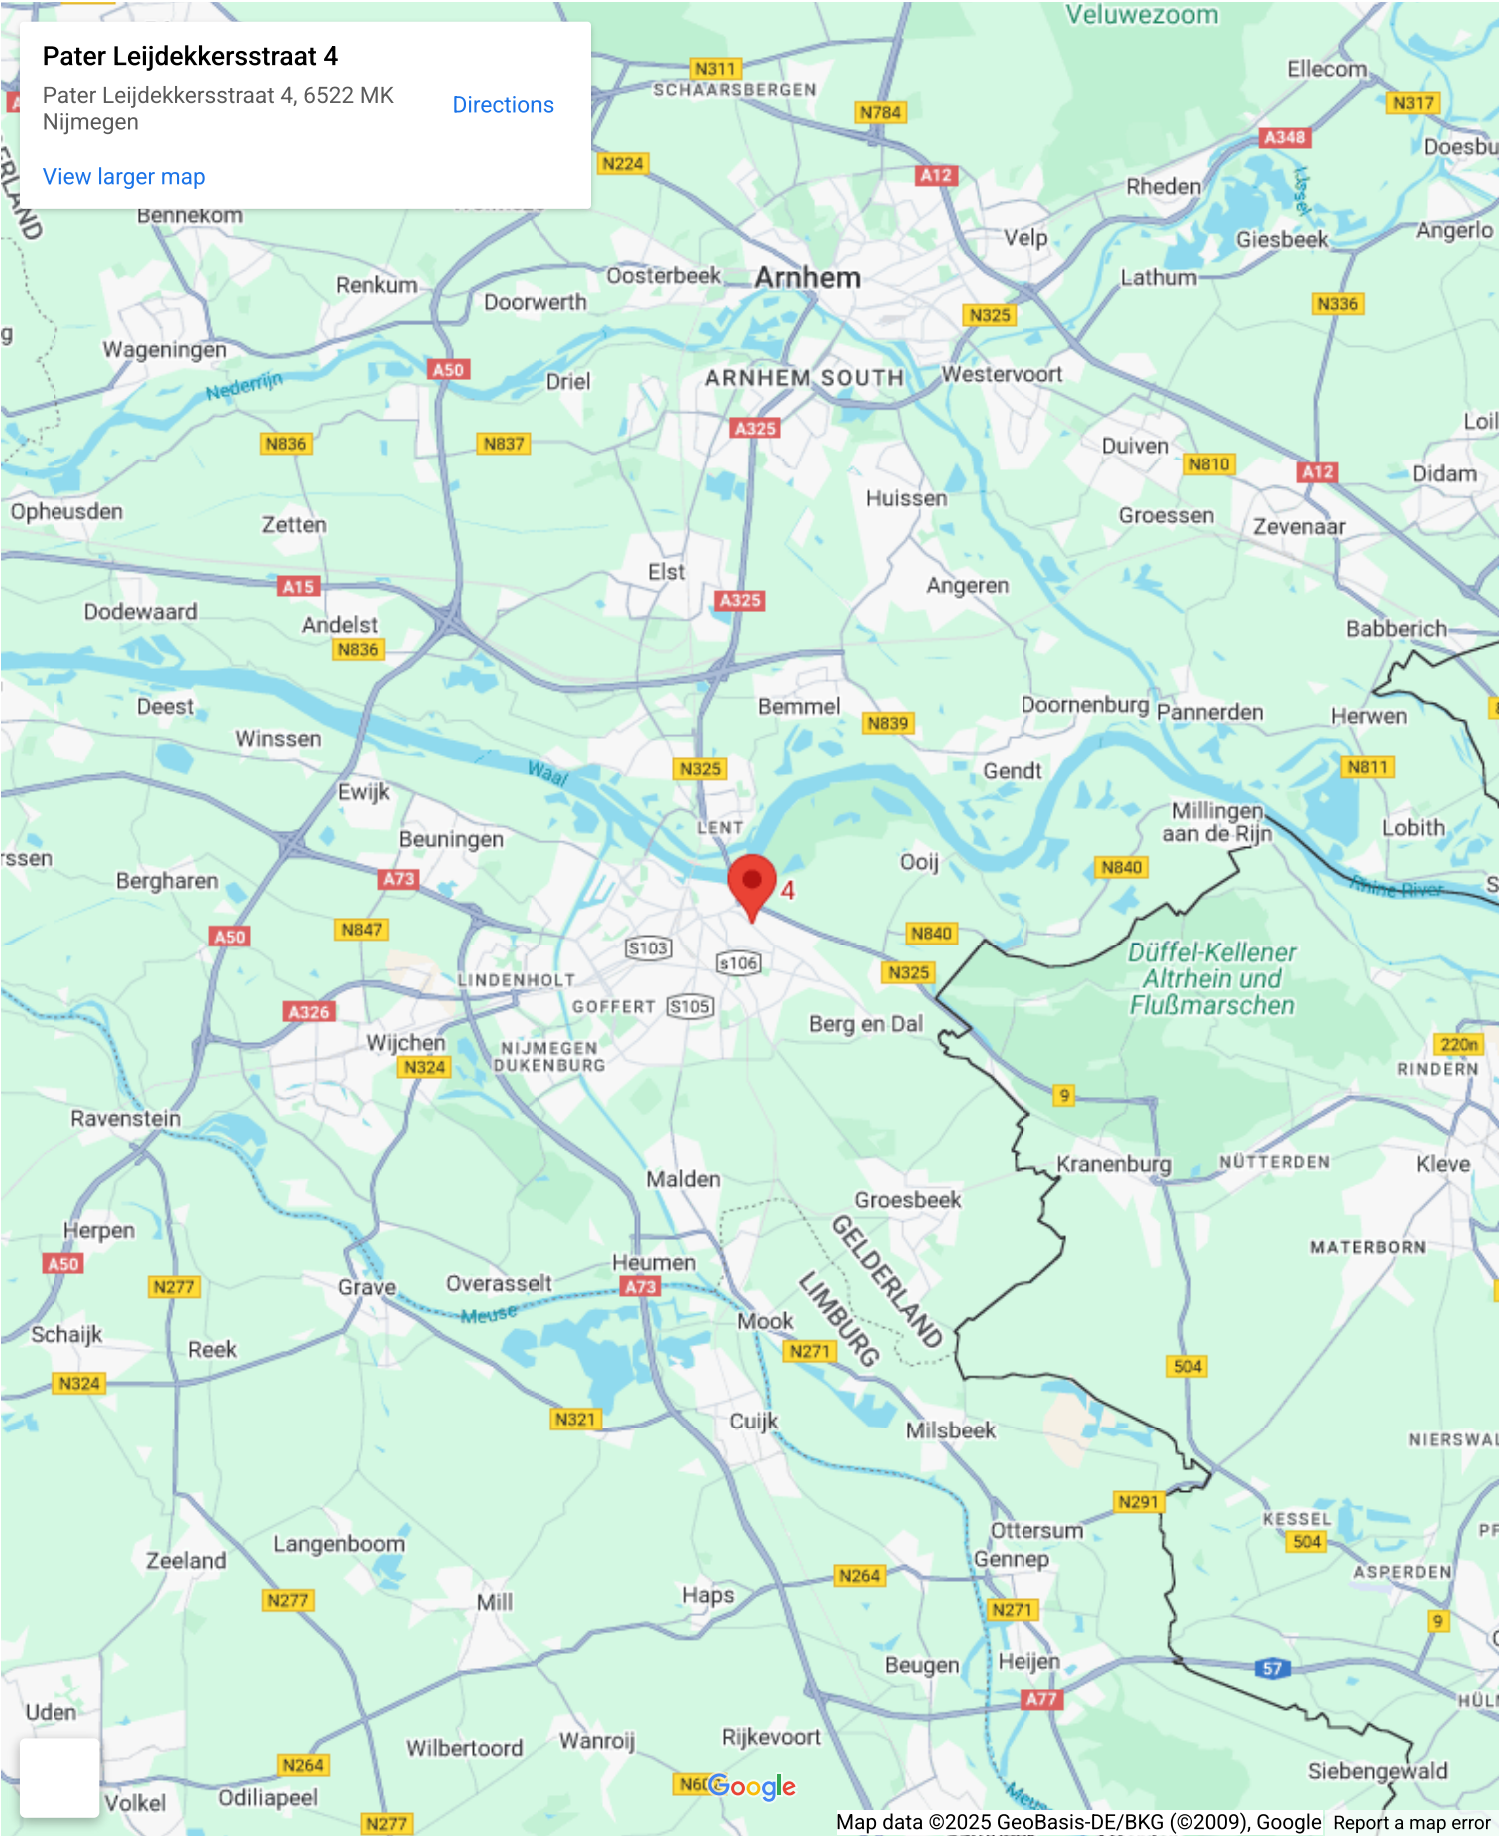 Pater Leijdekkersstraat 4
Pater Leijdekkersstraat 4, 6522 MK
Nijmegen
Directions
View larger map
Veluwezoom
Ellecom
N311
SCHAARSBERGEN
N784
N317
A348
Doesbu
N224
A12
Rheden
IJssel
ERLAND
Bennekom
Velp
Giesbeek
Angerlo
Renkum
Oosterbeek
Arnhem
Lathum
Doorwerth
N325
N336
g
Wageningen
A50
Nederrijn
Driel
ARNHEM SOUTH
Westervoort
A325
Loil
N836
N837
Duiven
N810
A12
Didam
Opheusden
Zetten
Huissen
Groessen
Zevenaar
Elst
A15
Angeren
A325
Dodewaard
Andelst
N836
Babberich
Deest
Bemmel
Doornenburg
Pannerden
Herwen
N839
Winssen
Waal
N325
Gendt
N811
Ewijk
LENT
Millingen
aan de Rijn
Lobith
Beuningen
rssen
Ooij
N840
Bergharen
A73
4
Rhine River
S
N847
A50
S103
s106
N840
N325
Düffel-Kellener
Altrhein und
Flußmarschen
LINDENHOLT
GOFFERT
S105
A326
Berg en Dal
Wijchen
N324
NIJMEGEN
DUKENBURG
220n
RINDERN
9
Ravenstein
Kranenburg
NÜTTERDEN
Kleve
Malden
Groesbeek
Herpen
GELDERLAND
LIMBURG
MATERBORN
A50
Heumen
N277
Grave
Overasselt
A73
Meuse
Mook
Schaijk
Reek
N271
N324
504
N321
Cuijk
Milsbeek
NIERSWAL
N291
KESSEL
504
Ottersum
Gennep
Langenboom
Zeeland
ASPERDEN
N264
Haps
N277
Mill
N271
9
Beugen
Heijen
57
A77
Uden
HÜL
Wilbertoord
Wanroij
Rijkevoort
N264
Siebengewald
Odiliapeel
Volkel
Google
Meuse
N277
Map data ©2025 GeoBasis-DE/BKG (©2009), Google
Report a map error